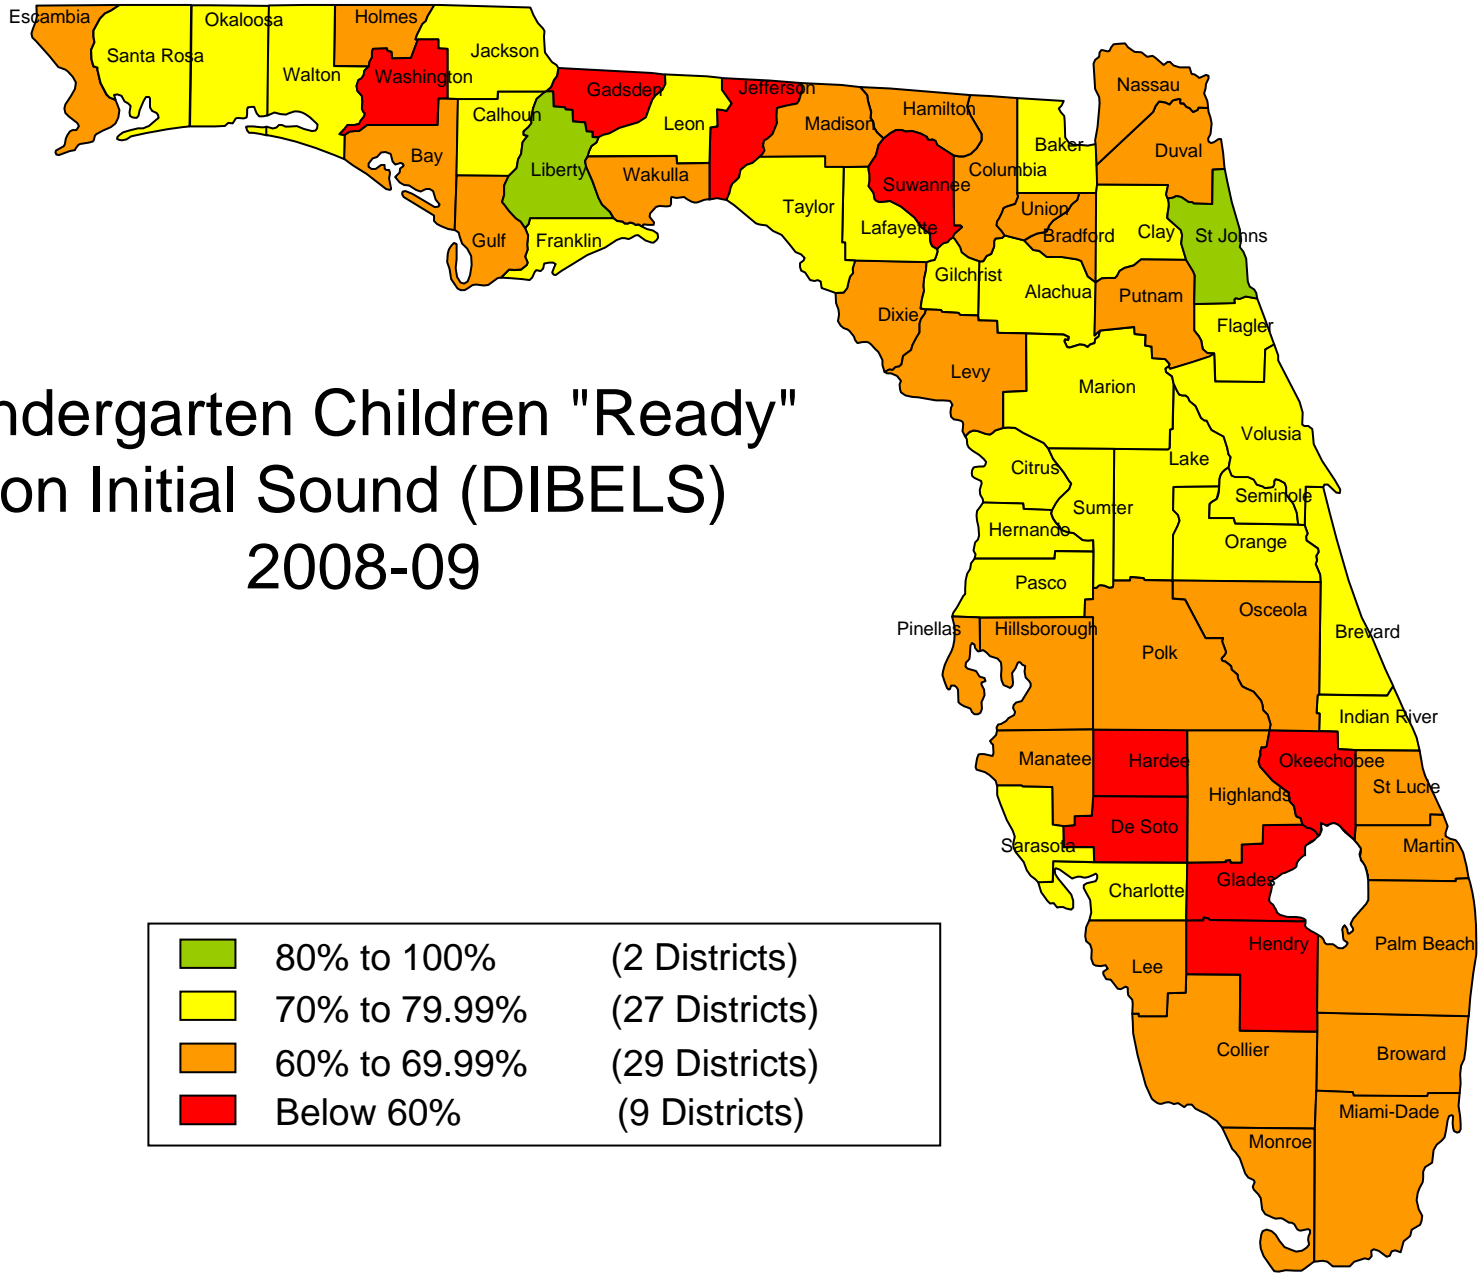 Escambia
Santa Rosa
Okaloosa
Walton
Holmes
Washington
Jackson
Bay
Calhoun
Gulf
Liberty
Gadsden
Franklin
Leon
Wakulla
Jefferson
Madison
Taylor
Hamilton
Suwannee
Lafayette
Dixie
Columbia
Gilchrist
Levy
Baker
Union
Bradford
Alachua
Nassau
Duval
Clay
St Johns
Putnam
Flagler
Marion
Volusia
Citrus
Lake
Sumter
Seminole
Hernando
Orange
Pasco
Osceola
Brevard
Pinellas
Hillsborough
Polk
Indian River
Manatee
Hardee
Okeechobee
Highlands
St Lucie
De Soto
Sarasota
Martin
Charlotte
Glades
Lee
Hendry
Palm Beach
Collier
Broward
Miami-Dade
Monroe
ndergarten Children "Ready"
on Initial Sound (DIBELS)
2008-09
80% to 100% (2 Districts)
70% to 79.99% (27 Districts)
60% to 69.99% (29 Districts)
Below 60% (9 Districts)